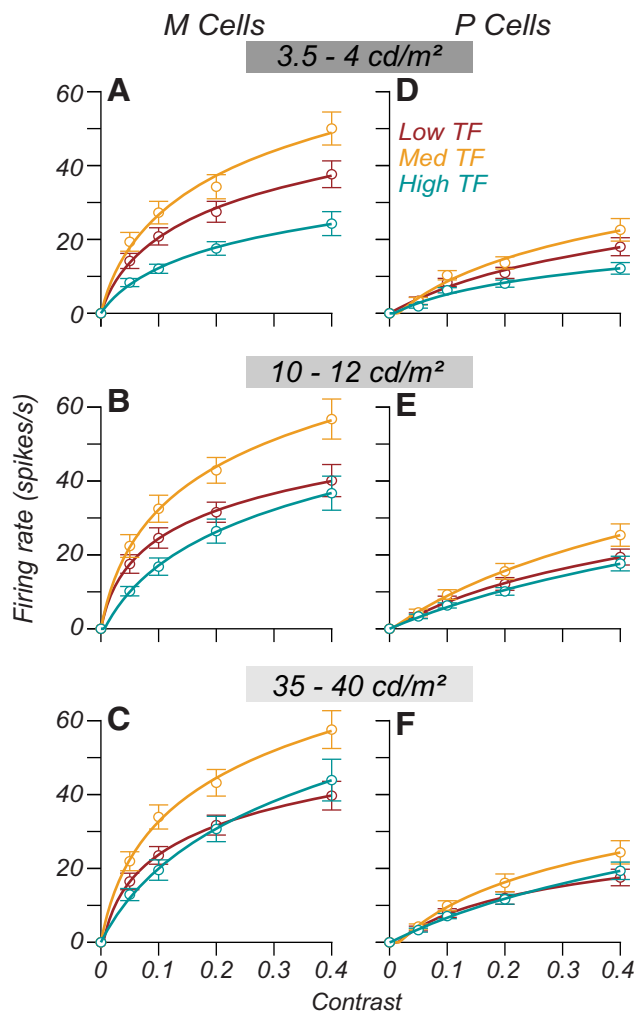 M Cells P Cells
3.5 - 4 cd/m²
A D
60
Low TF
Med TF
High TF
40
20
0
10 - 12 cd/m²
B E
60
40
20
0
Firing rate (spikes/s)
35 - 40 cd/m²
C F
60
40
20
0
0 0.1 0.2 0.3 0.4 0 0.1 0.2 0.3 0.4
Contrast